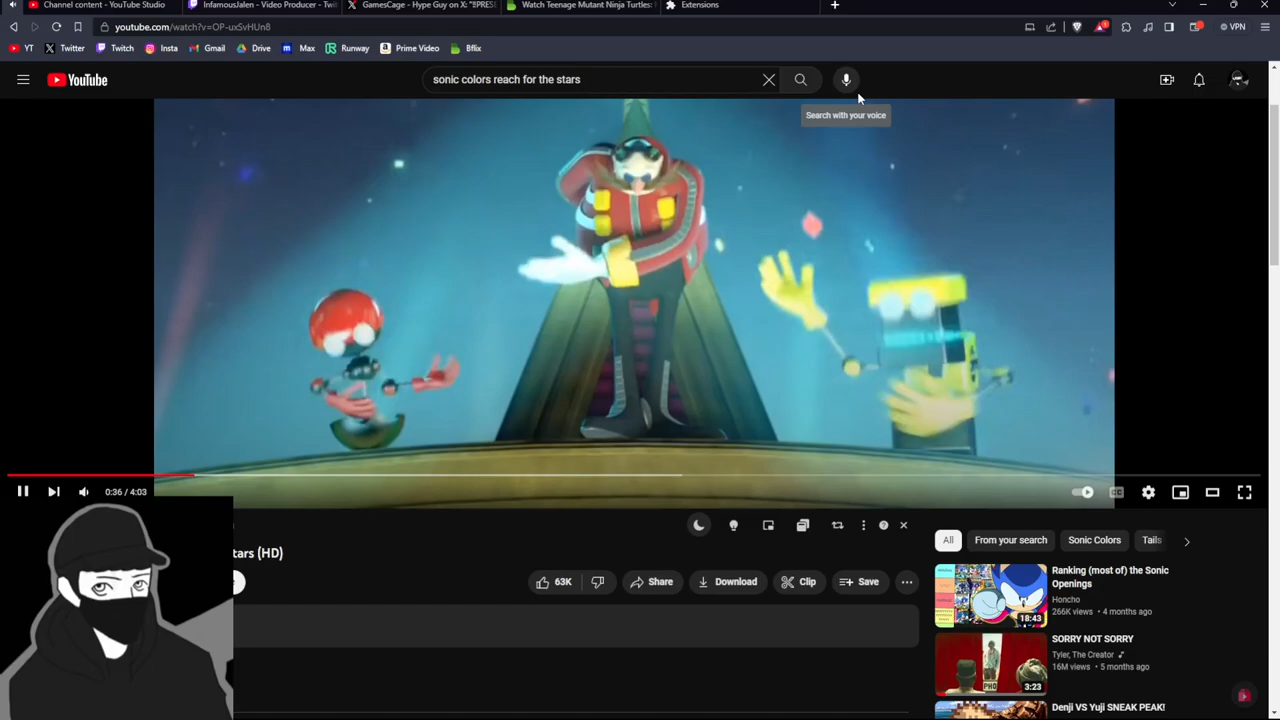 Channel content - YouTube Studio
InfamousJalen - Video Producer -
GamesCage - Hype Guy on X: "8PRES
Watch Teenage Mutant Ninja Turtles:
Extensions
youtube.com/watch?v=OP-uxSvHUn8
VPN
YT Twitter Twitch Insta Gmail Drive Max Runway Prime Video Bflix
YouTube
sonic colors reach for the stars
Search with your voice
0:36 / 4:03
CC
tars (HD)
63K Share Download Clip Save
All From your search Sonic Colors Tails
Ranking (most of) the Sonic
Openings
Honcho
266K views • 4 months ago
18:43
SORRY NOT SORRY
Tyler, The Creator
16M views • 5 months ago
3:23
Denji VS Yuji SNEAK PEAK!